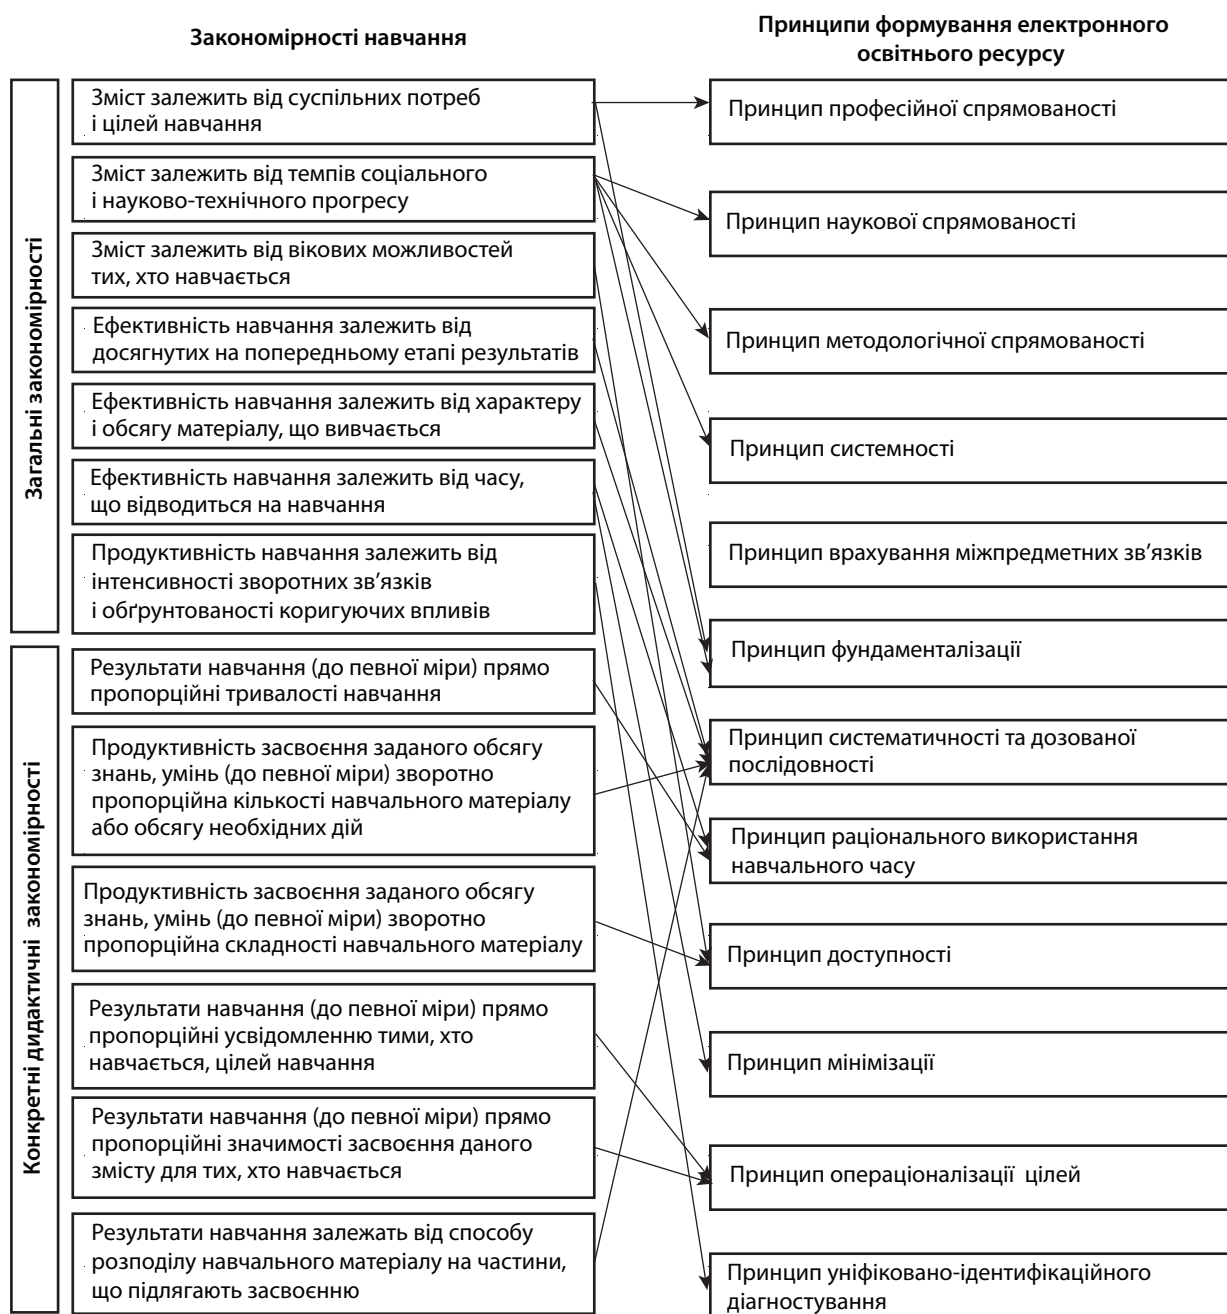 Закономірності навчання
Принципи формування електронного
освітнього ресурсу
Загальні закономірності
Зміст залежить від суспільних потреб
і цілей навчання
Зміст залежить від темпів соціального
і науково-технічного прогресу
Зміст залежить від вікових можливостей
тих, хто навчається
Ефективність навчання залежить від
досягнутих на попередньому етапі результатів
Ефективність навчання залежить від характеру
і обсягу матеріалу, що вивчається
Ефективність навчання залежить від часу,
що відводиться на навчання
Продуктивність навчання залежить від
інтенсивності зворотних зв’язків
і обґрунтованості коригуючих впливів
Конкретні дидактичні закономірності
Результати навчання (до певної міри) прямо
пропорційні тривалості навчання
Продуктивність засвоєння заданого обсягу
знань, умінь (до певної міри) зворотно
пропорційна кількості навчального матеріалу
або обсягу необхідних дій
Продуктивність засвоєння заданого обсягу
знань, умінь (до певної міри) зворотно
пропорційна складності навчального матеріалу
Результати навчання (до певної міри) прямо
пропорційні усвідомленню тими, хто
навчається, цілей навчання
Результати навчання (до певної міри) прямо
пропорційні значимості засвоєння даного
змісту для тих, хто навчається
Результати навчання залежать від способу
розподілу навчального матеріалу на частини,
що підлягають засвоєнню
Принцип професійної спрямованості
Принцип наукової спрямованості
Принцип методологічної спрямованості
Принцип системності
Принцип врахування міжпредметних зв’язків
Принцип фундаменталізації
Принцип систематичності та дозованої
послідовності
Принцип раціонального використання
навчального часу
Принцип доступності
Принцип мінімізації
Принцип операціоналізації цілей
Принцип уніфіковано-ідентифікаційного
діагностування